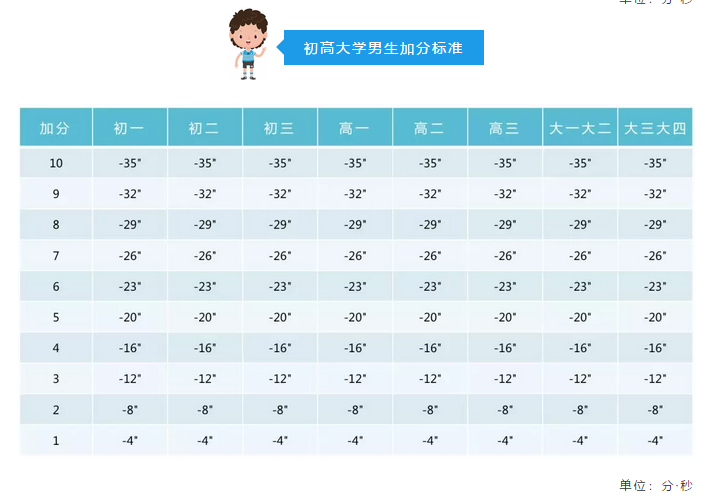 单位：分·秒
初高大学男生加分标准
加分 初一 初二 初三 高一 高二 高三 大一大二 大三大四
10 -35" -35" -35" -35" -35" -35" -35" -35"
9 -32" -32" -32" -32" -32" -32" -32" -32"
8 -29" -29" -29" -29" -29" -29" -29" -29"
7 -26" -26" -26" -26" -26" -26" -26" -26"
6 -23" -23" -23" -23" -23" -23" -23" -23"
5 -20" -20" -20" -20" -20" -20" -20" -20"
4 -16" -16" -16" -16" -16" -16" -16" -16"
3 -12" -12" -12" -12" -12" -12" -12" -12"
2 -8" -8" -8" -8" -8" -8" -8" -8"
1 -4" -4" -4" -4" -4" -4" -4" -4"
单位：分·秒